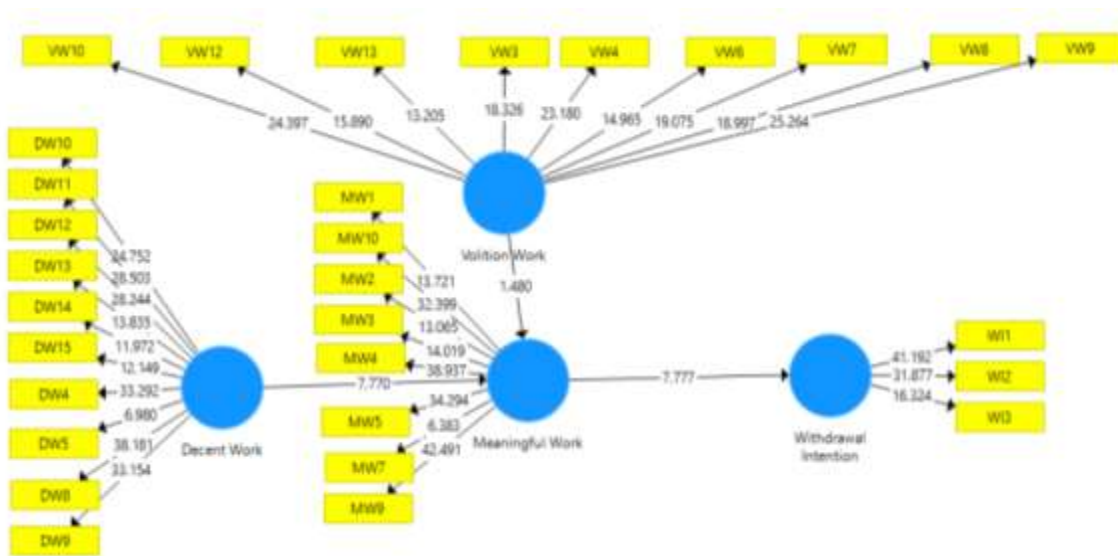 VW10
VW12
VW13
VW3
VW4
VW6
VW7
VW8
VW9
24.397
15.890
13.205
18.326
23.180
14.965
19.075
18.997
25.264
Volition Work
1.480
DW10
DW11
DW12
DW13
DW14
DW15
DW4
DW5
DW8
DW9
24.752
28.503
28.244
13.835
11.972
12.149
33.292
6.980
38.181
33.154
Decent Work
7.770
MW1
MW10
MW2
MW3
MW4
MW5
MW7
MW9
13.721
32.399
13.065
14.019
38.937
34.294
6.383
42.491
Meaningful Work
7.777
Withdrawal
Intention
41.192
31.877
16.324
WI1
WI2
WI3